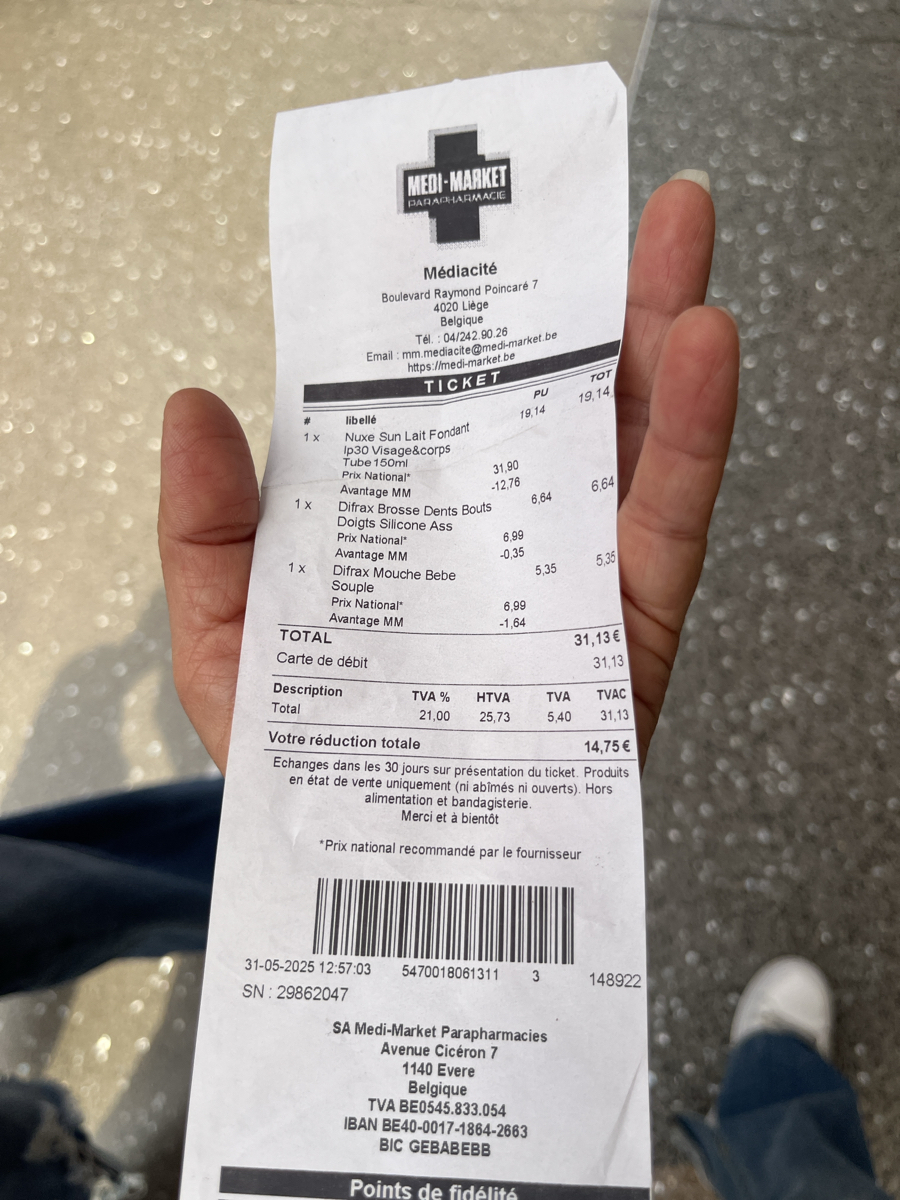 MEDI-MARKET
PARAPHARMACIE
Médiacité
Boulevard Raymond Poincaré 7
4020 Liège
Belgique
Tél. : 04/242.90.26
Email : mm.mediacite@medi-market.be
https://medi-market.be
TICKET
# libellé PU TOT
1 x Nuxe Sun Lait Fondant 19,14 19,14
Ip30 Visage&corps
Tube 150ml
Prix National* 31,90
Avantage MM -12,76
1 x Difrax Brosse Dents Bouts 6,64 6,64
Doigts Silicone Ass
Prix National* 6,99
Avantage MM -0,35
1 x Difrax Mouche Bebe 5,35 5,35
Souple
Prix National* 6,99
Avantage MM -1,64
TOTAL 31,13 €
Carte de débit 31,13
Description TVA % HTVA TVA TVAC
Total 21,00 25,73 5,40 31,13
Votre réduction totale 14,75 €
Echanges dans les 30 jours sur présentation du ticket. Produits
en état de vente uniquement (ni abîmés ni ouverts). Hors
alimentation et bandagisterie.
Merci et à bientôt
*Prix national recommandé par le fournisseur
31-05-2025 12:57:03 5470018061311 3 148922
SN : 29862047
SA Medi-Market Parapharmacies
Avenue Cicéron 7
1140 Evere
Belgique
TVA BE0545.833.054
IBAN BE40-0017-1864-2663
BIC GEBABEBB
Points de fidélité